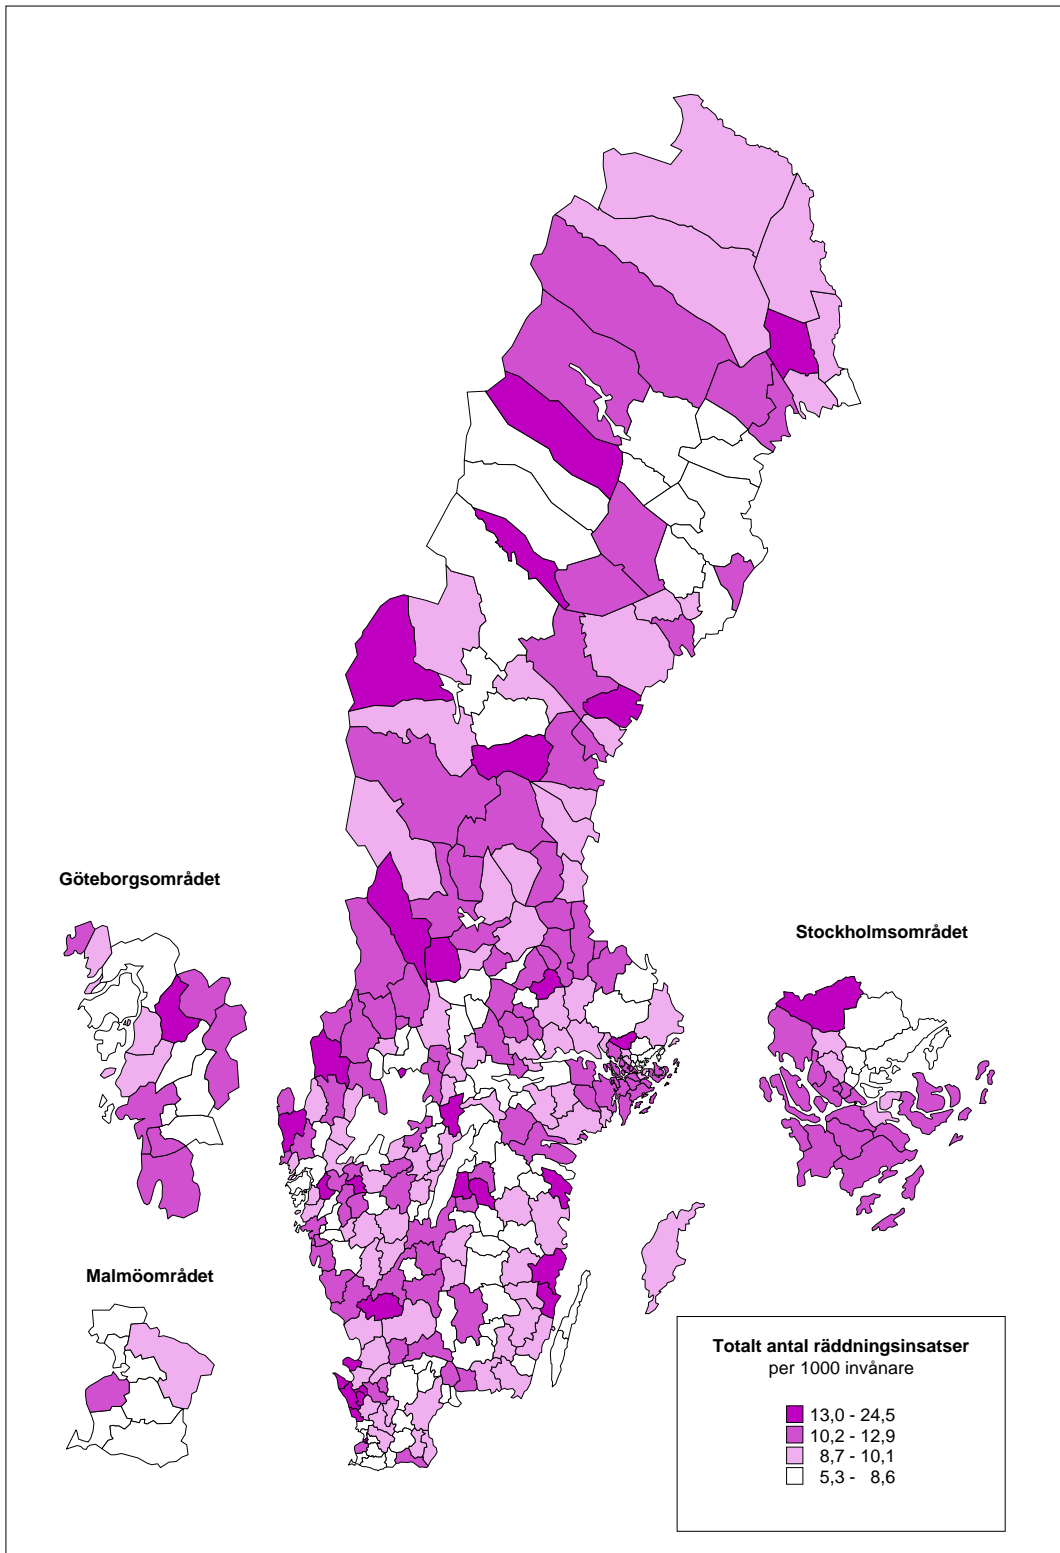 Göteborgsområdet
Stockholmsområdet
Malmöområdet
Totalt antal räddningsinsatser
per 1000 invånare
13,0 - 24,5
10,2 - 12,9
8,7 - 10,1
5,3 - 8,6